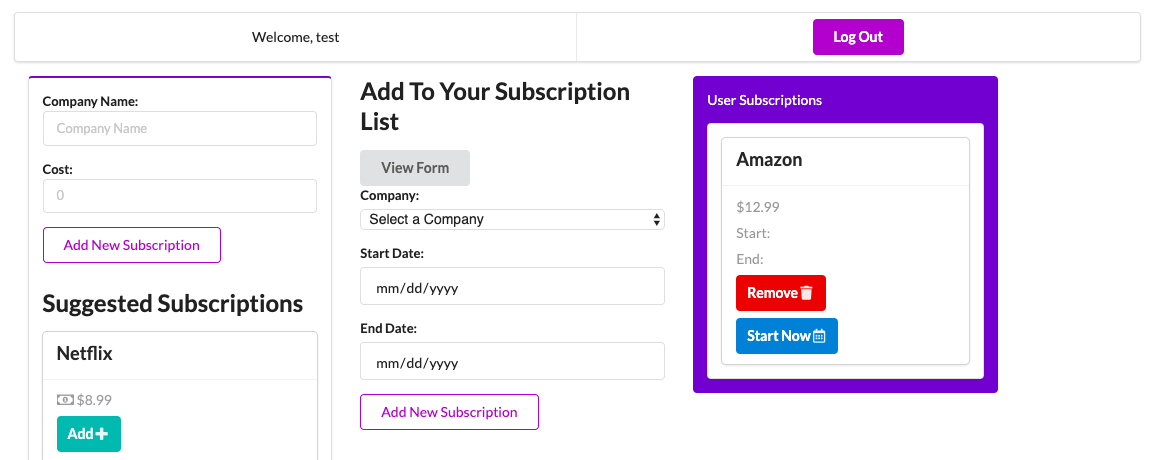 Welcome, test
Log Out
Company Name:
Company Name
Cost:
0
Add New Subscription
Suggested Subscriptions
Netflix
$8.99
Add
Add To Your Subscription
List
View Form
Company:
Select a Company
Start Date:
mm/dd/yyyy
End Date:
mm/dd/yyyy
Add New Subscription
User Subscriptions
Amazon
$12.99
Start:
End:
Remove
Start Now